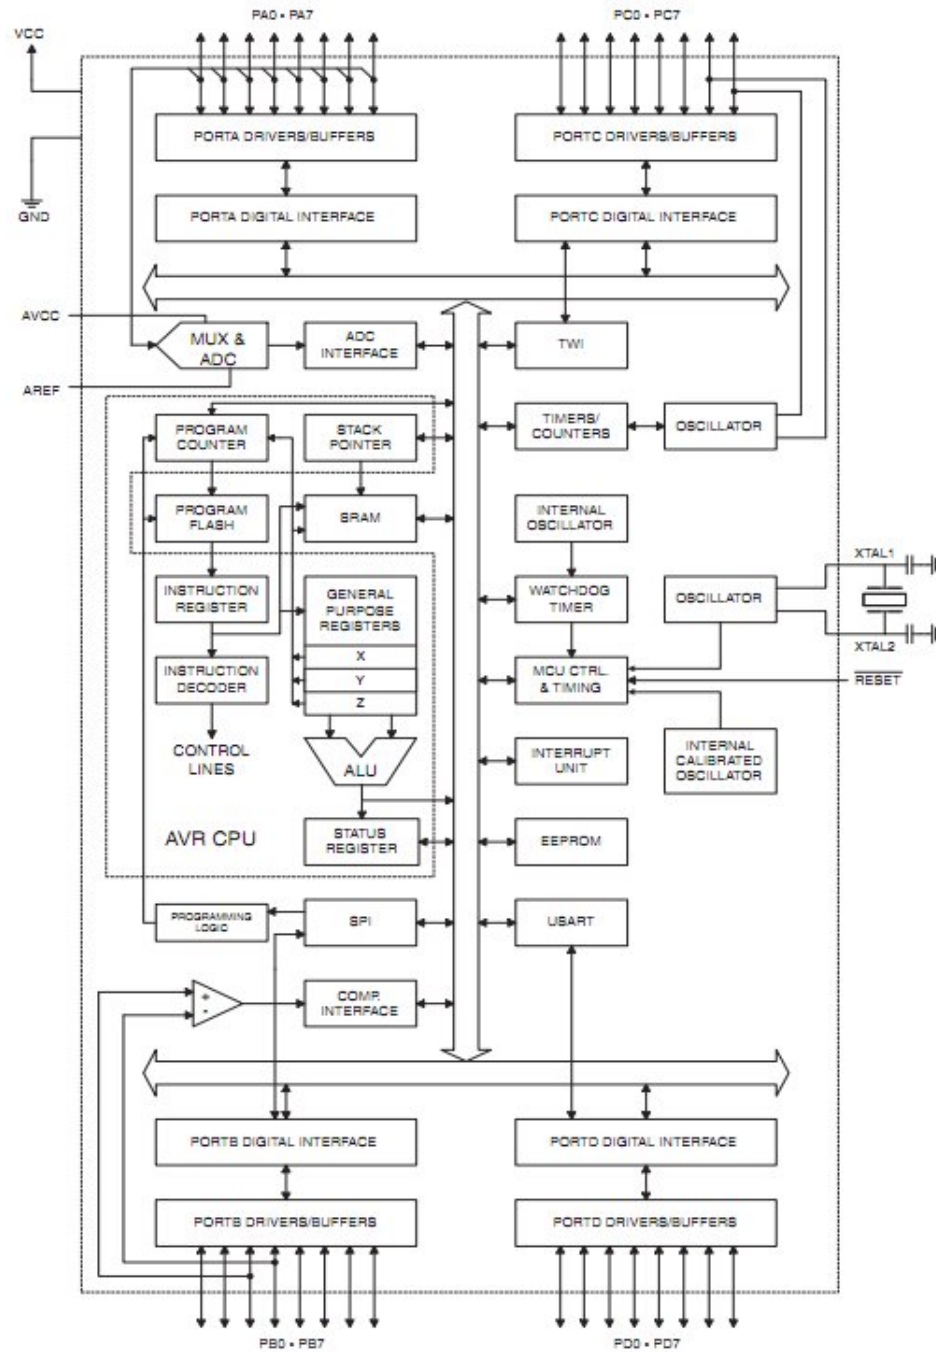 PA0 - PA7
PC0 - PC7
VCC
PORTA DRIVERS/BUFFERS
PORTC DRIVERS/BUFFERS
GND
PORTA DIGITAL INTERFACE
PORTC DIGITAL INTERFACE
AVCC
MUX &
ADC
ADC
INTERFACE
TWI
AREF
PROGRAM
COUNTER
STACK
POINTER
TIMERS/
COUNTERS
OSCILLATOR
PROGRAM
FLASH
SRAM
INTERNAL
OSCILLATOR
XTAL1
INSTRUCTION
REGISTER
GENERAL
PURPOSE
REGISTERS
WATCHDOG
TIMER
OSCILLATOR
XTAL2
X
INSTRUCTION
DECODER
Y
MCU CTRL.
& TIMING
RESET
Z
CONTROL
LINES
ALU
INTERRUPT
UNIT
INTERNAL
CALIBRATED
OSCILLATOR
AVR CPU
STATUS
REGISTER
EEPROM
PROGRAMMING
LOGIC
SPI
USART
+
-
COMP.
INTERFACE
PORTB DIGITAL INTERFACE
PORTD DIGITAL INTERFACE
PORTB DRIVERS/BUFFERS
PORTD DRIVERS/BUFFERS
PB0 - PB7
PD0 - PD7